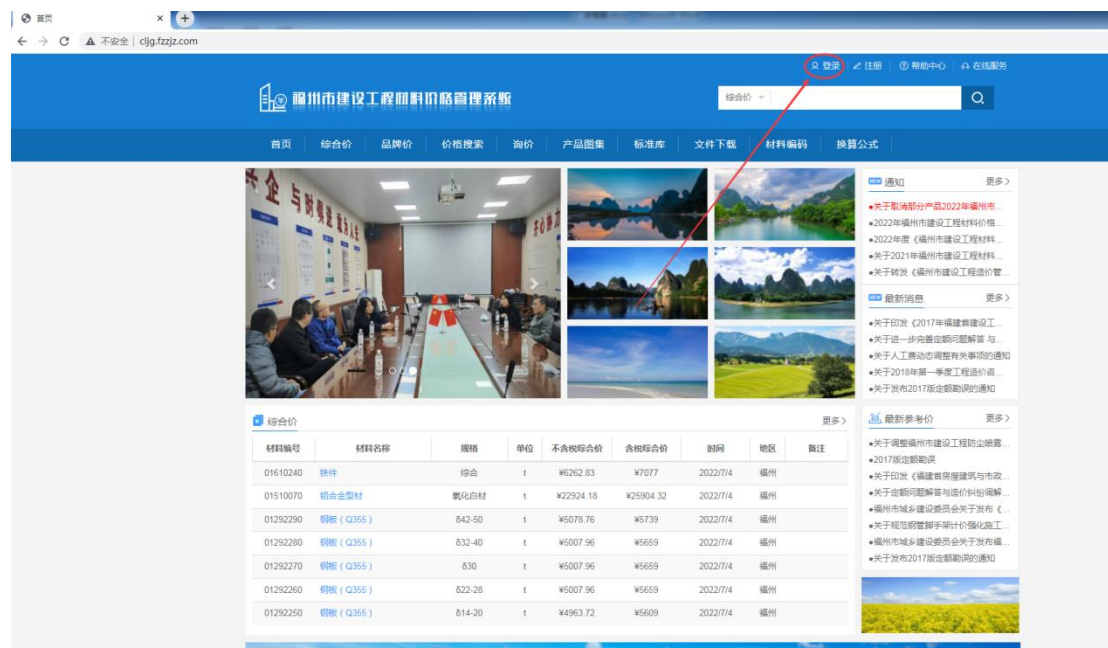 首页
不安全 | cljg.fzzjz.com
登录 注册 帮助中心 在线服务
福州市建设工程材料价格管理系统
综合价
首页 综合价 品牌价 价格搜索 询价 产品图集 标准库 文件下载 材料编码 换算公式
通知 更多>
•关于取消部分产品2022年福州市...
•2022年福州市建设工程材料价格...
•2022年度《福州市建设工程材料...
•关于2021年福州市建设工程材料...
•关于转发《福州市建设工程造价管...
最新消息 更多>
•关于印发《2017年福建省建设工...
•关于进一步完善定额问题解答 与...
•关于人工费动态调整有关事项的通知
•关于2018年第一季度工程造价咨...
•关于发布2017版定额勘误的通知
综合价 更多>
材料编号 材料名称 规格 单位 不含税综合价 含税综合价 时间 地区 备注
01610240 铁件 综合 t ¥6262.83 ¥7077 2022/7/4 福州
01510070 铝合金型材 氧化白材 t ¥22924.18 ¥25904.32 2022/7/4 福州
01292290 钢板（Q355） δ42-50 t ¥5078.76 ¥5739 2022/7/4 福州
01292280 钢板（Q355） δ32-40 t ¥5007.96 ¥5659 2022/7/4 福州
01292270 钢板（Q355） δ30 t ¥5007.96 ¥5659 2022/7/4 福州
01292260 钢板（Q355） δ22-28 t ¥5007.96 ¥5659 2022/7/4 福州
01292250 钢板（Q355） δ14-20 t ¥4963.72 ¥5609 2022/7/4 福州
最新参考价 更多>
•关于调整福州市建设工程防尘喷雾...
•2017版定额勘误
•关于印发《福建省房屋建筑与市政...
•关于定额问题解答与造价纠纷调解...
•福州市城乡建设委员会关于发布《...
•关于规范钢管脚手架计价强化施工...
•福州市城乡建设委员会关于发布福...
•关于发布2017版定额勘误的通知